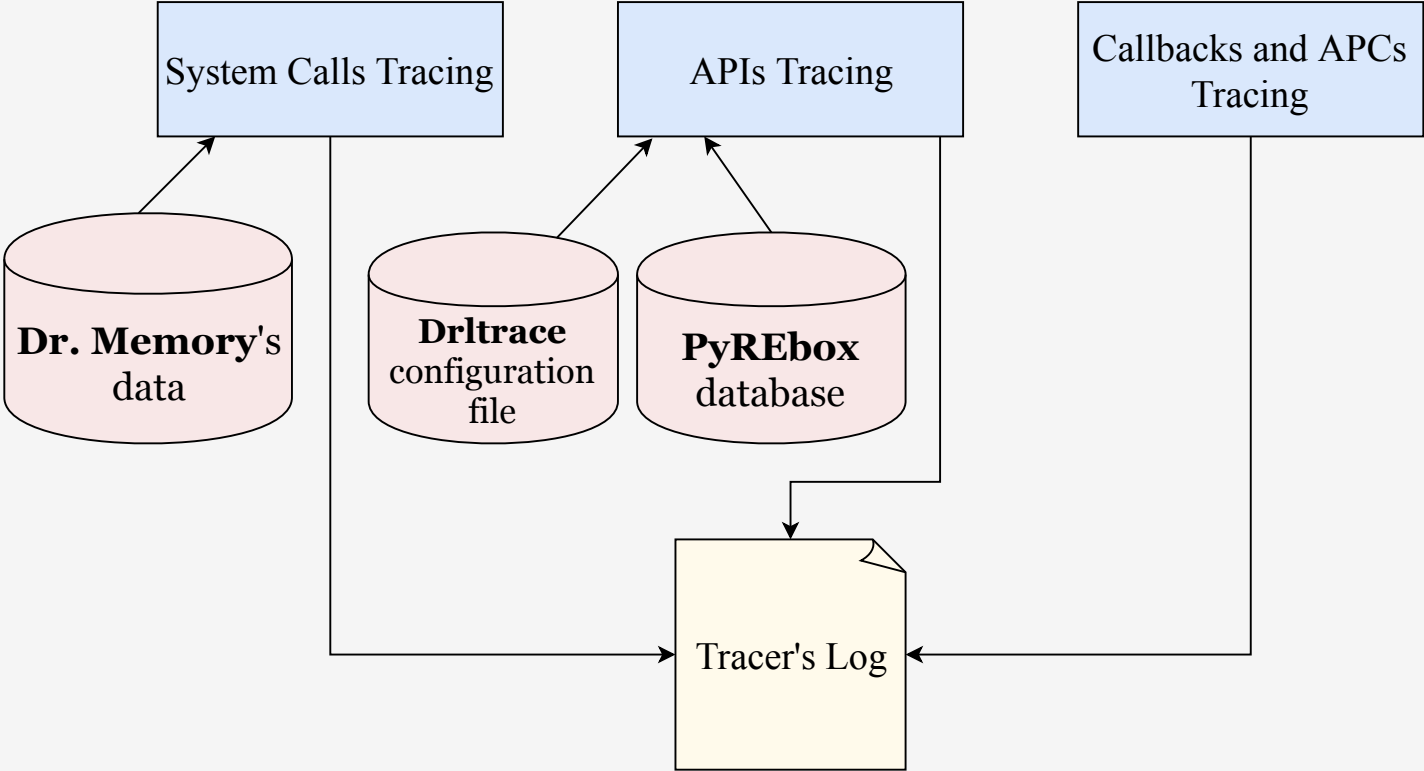 System Calls Tracing
APIs Tracing
Callbacks and APCs
Tracing
Dr. Memory's
data
Drltrace
configuration
file
PyREbox
database
Tracer's Log